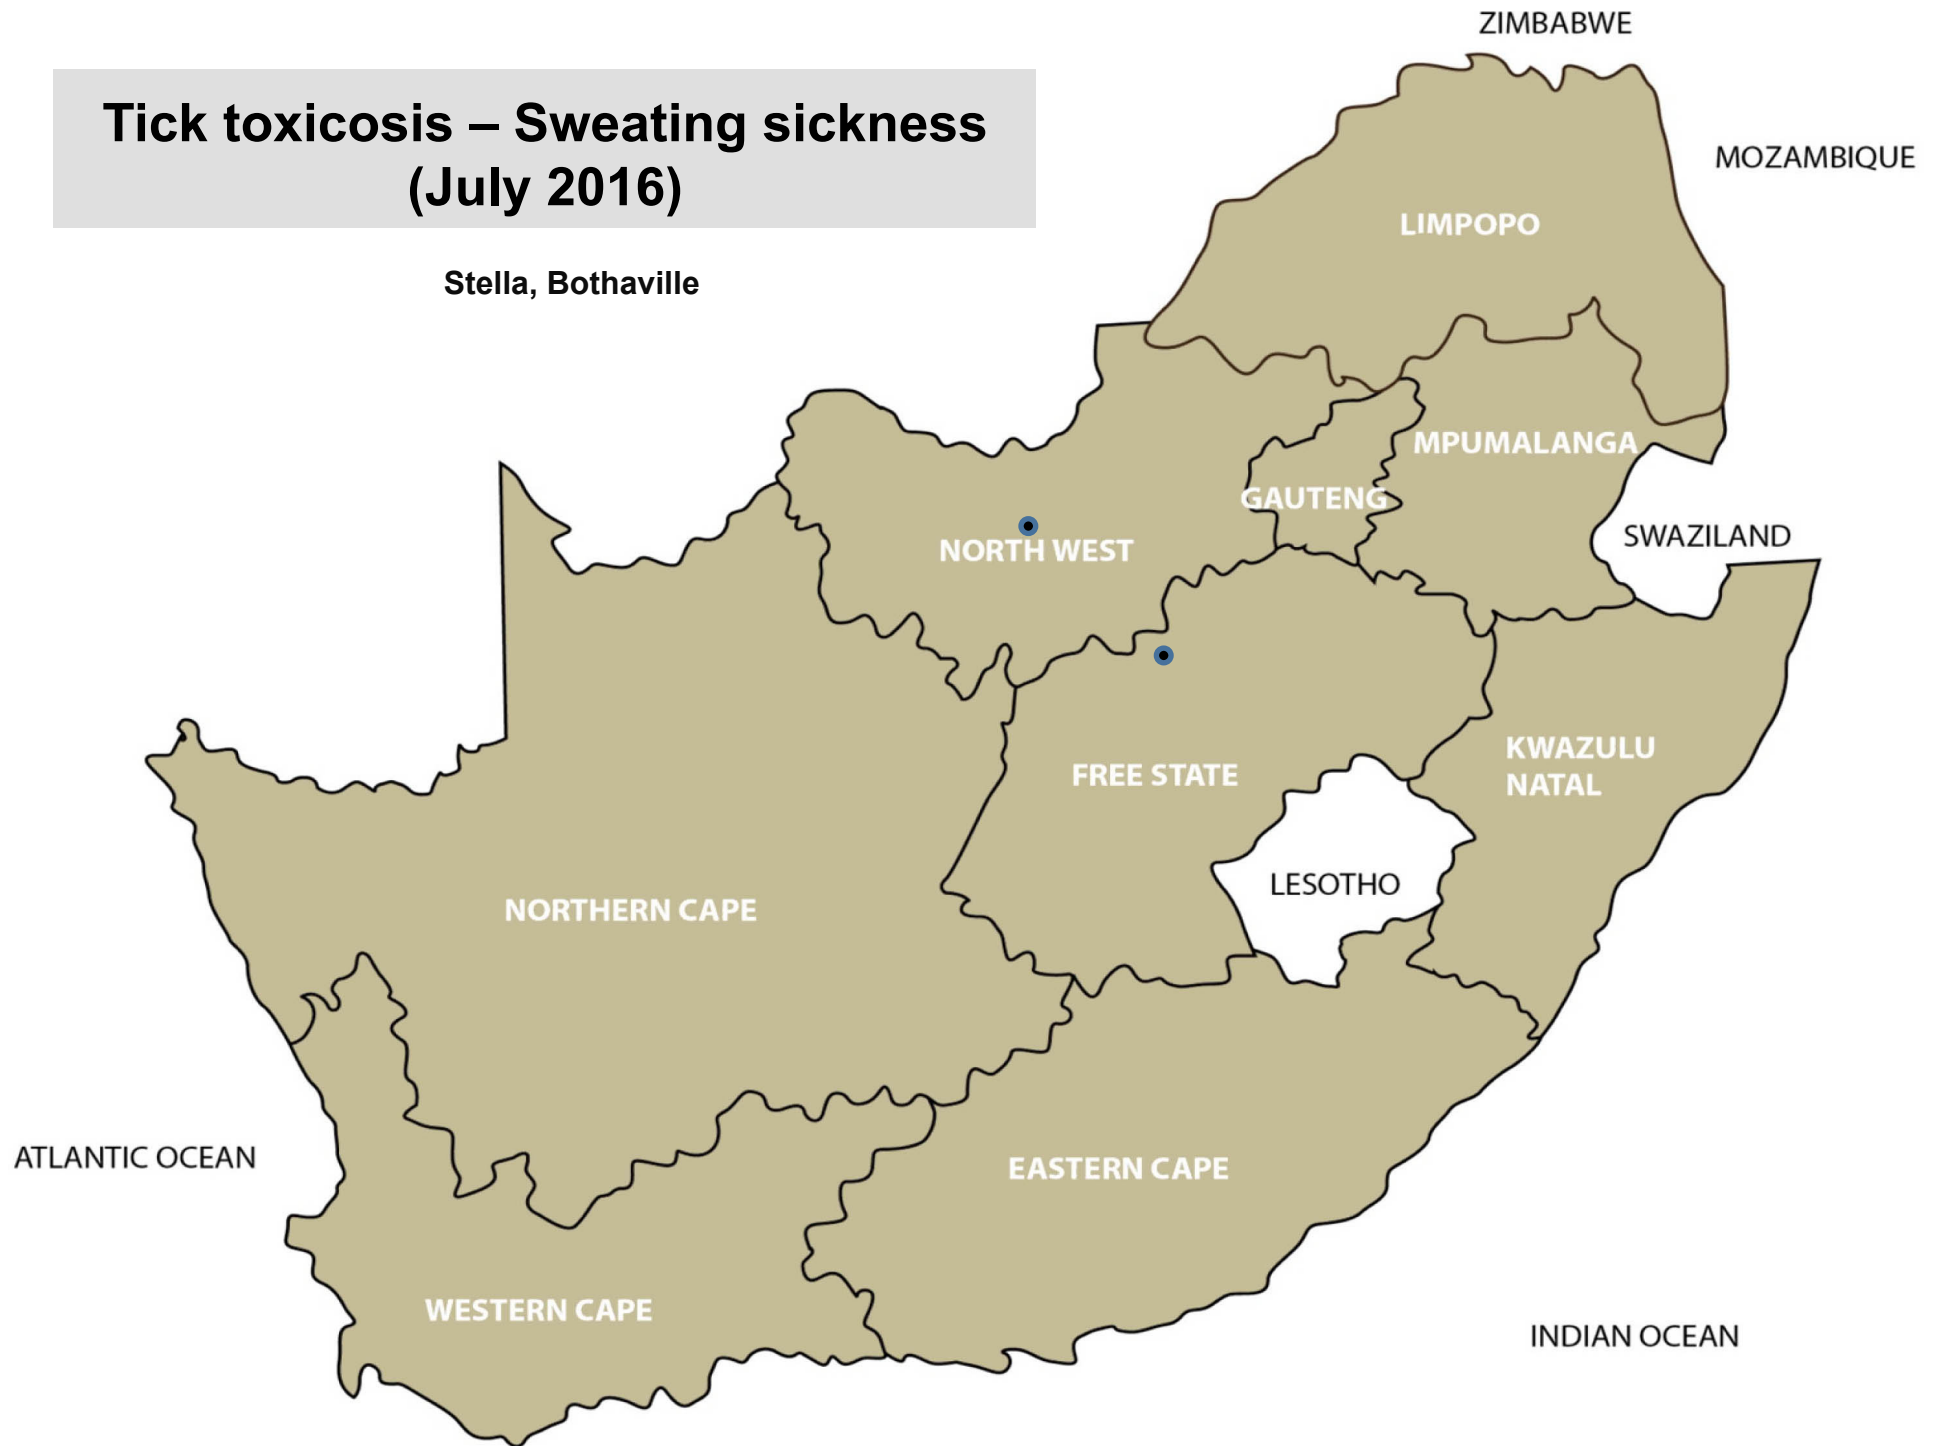 ZIMBABWE
Tick toxicosis – Sweating sickness
(July 2016)
MOZAMBIQUE
LIMPOPO
Stella, Bothaville
MPUMALANGA
GAUTENG
SWAZILAND
NORTH WEST
KWAZULU
NATAL
FREE STATE
LESOTHO
NORTHERN CAPE
ATLANTIC OCEAN
EASTERN CAPE
WESTERN CAPE
INDIAN OCEAN